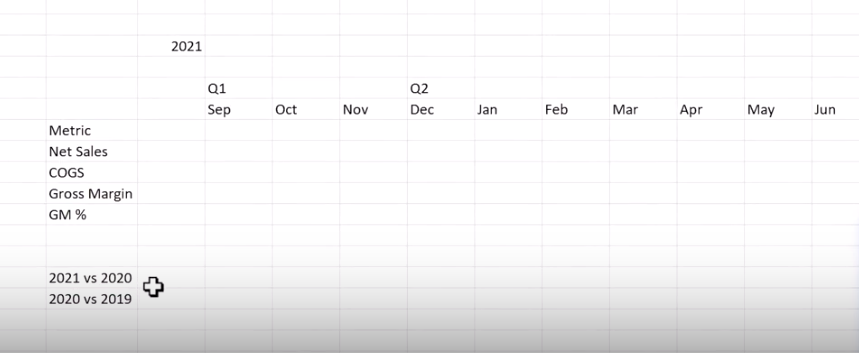 2021
Q1 Q2
Sep Oct Nov Dec Jan Feb Mar Apr May Jun
Metric
Net Sales
COGS
Gross Margin
GM %
2021 vs 2020
2020 vs 2019